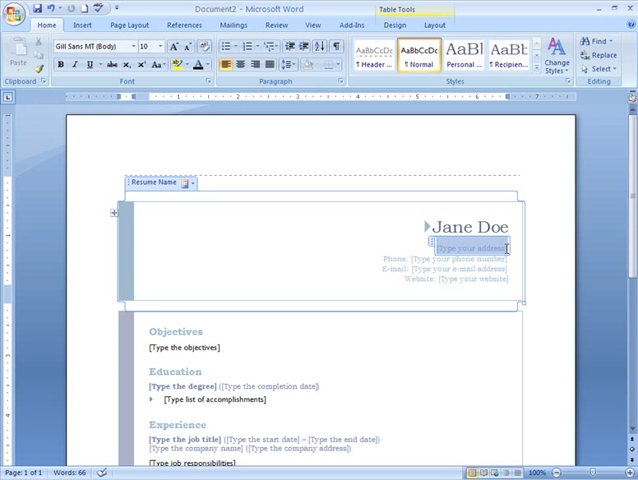 Document2 - Microsoft Word
Table Tools
Home Insert Page Layout References Mailings Review View Add-Ins Design Layout
Gill Sans MT (Body) 10
AaBbCcDc AaBbCcDc AaBbC AaBbC
¶ Header ... ¶ Normal Personal ... ¶ Recipien...
Paste
Change Styles
Find
Replace
Select
Clipboard Font Paragraph Styles Editing
Resume Name
Jane Doe
[Type your address]
Phone: [Type your phone number]
E-mail: [Type your e-mail address]
Website: [Type your website]
Objectives
[Type the objectives]
Education
[Type the degree] ([Type the completion date])
[Type list of accomplishments]
Experience
[Type the job title] ([Type the start date] – [Type the end date])
[Type the company name] ([Type the company address])
[Type job responsibilities]
Page: 1 of 1 Words: 66 100%